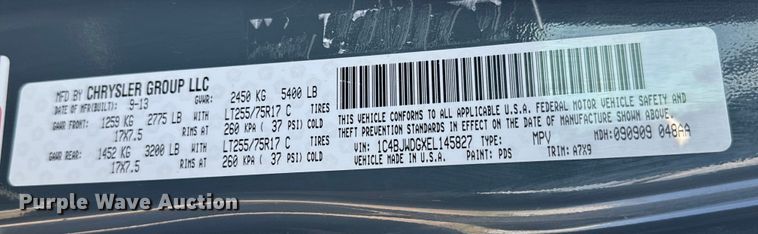 MFD BY CHRYSLER GROUP LLC
DATE OF MFR(BUILT): 9-13 GVWR: 2450 KG 5400 LB
GAWR FRONT: 1259 KG 2775 LB WITH LT255/75R17 C TIRES
17X7.5 RIMS AT 260 KPA ( 37 PSI) COLD
GAWR REAR: 1452 KG 3200 LB WITH LT255/75R17 C TIRES
17X7.5 RIMS AT 260 KPA ( 37 PSI) COLD
THIS VEHICLE CONFORMS TO ALL APPLICABLE U.S.A. FEDERAL MOTOR VEHICLE SAFETY AND
THEFT PREVENTION STANDARDS IN EFFECT ON THE DATE OF MANUFACTURE SHOWN ABOVE.
VIN: 1C4BJWDGXEL145827 TYPE: MPV MDH: 090909 048AA
VEHICLE MADE IN U.S.A. PAINT: PDS TRIM: A7X9
Purple Wave Auction